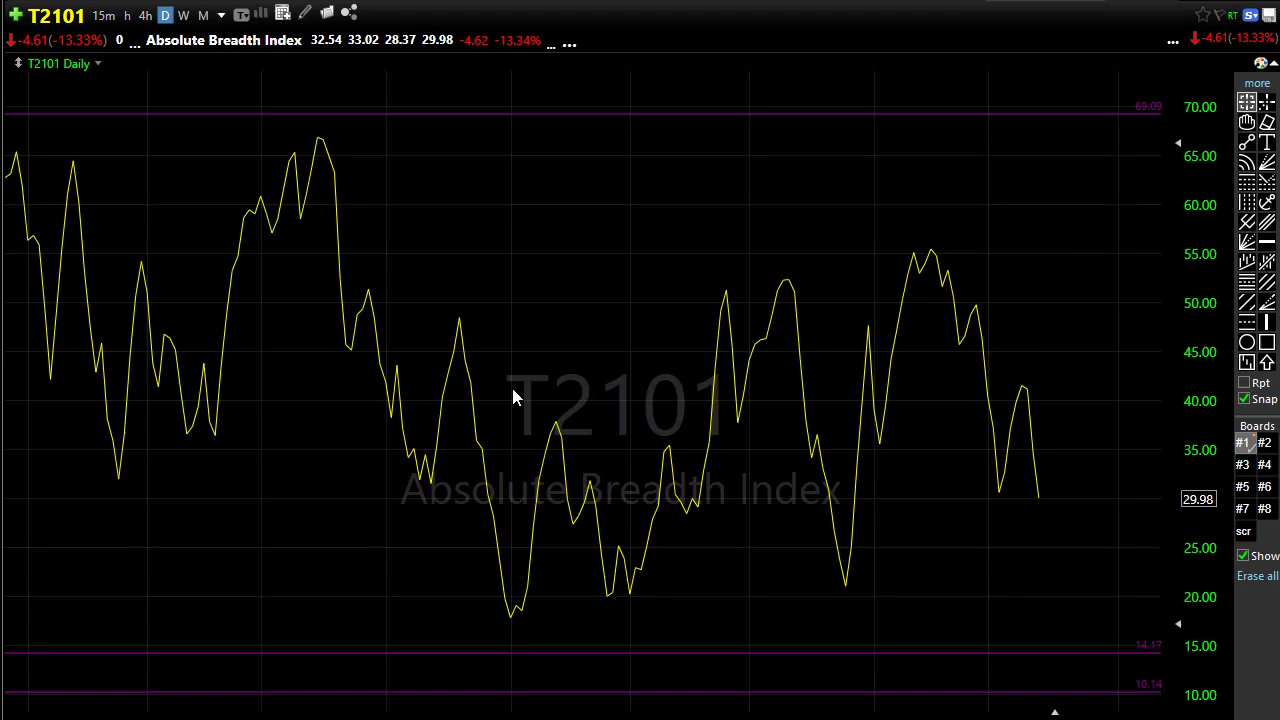 T2101 15m h 4h D W M T RT S
-4.61(-13.33%) 0 ... Absolute Breadth Index 32.54 33.02 28.37 29.98 -4.62 -13.34% ... ... ... -4.61(-13.33%)
T2101 Daily
more
69.09
70.00
65.00
60.00
55.00
50.00
45.00
40.00
35.00
29.98
25.00
20.00
15.00
10.00
14.17
10.14
T2101
Absolute Breadth Index
T
Rpt
Snap
Boards
#1 #2
#3 #4
#5 #6
#7 #8
scr
Show
Erase all